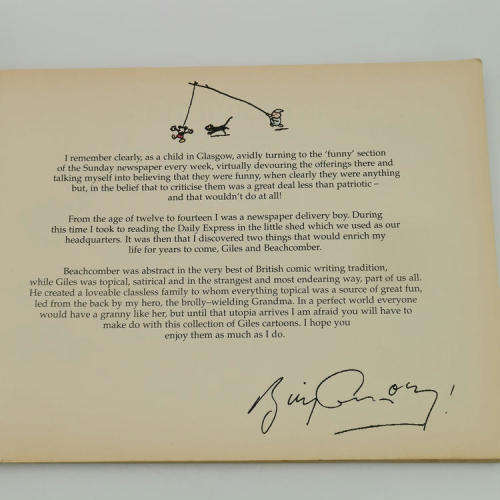 I remember clearly, as a child in Glasgow, avidly turning to the 'funny' section
of the Sunday newspaper every week, virtually devouring the offerings there and
talking myself into believing that they were funny, when clearly they were anything
but, in the belief that to criticise them was a great deal less than patriotic –
and that wouldn't do at all!
From the age of twelve to fourteen I was a newspaper delivery boy. During
this time I took to reading the Daily Express in the little shed which we used as our
headquarters. It was then that I discovered two things that would enrich my
life for years to come, Giles and Beachcomber.
Beachcomber was abstract in the very best of British comic writing tradition,
while Giles was topical, satirical and in the strangest and most endearing way, part of us all.
He created a loveable classless family to whom everything topical was a source of great fun,
led from the back by my hero, the brolly–wielding Grandma. In a perfect world everyone
would have a granny like her, but until that utopia arrives I am afraid you will have to
make do with this collection of Giles cartoons. I hope you
enjoy them as much as I do.